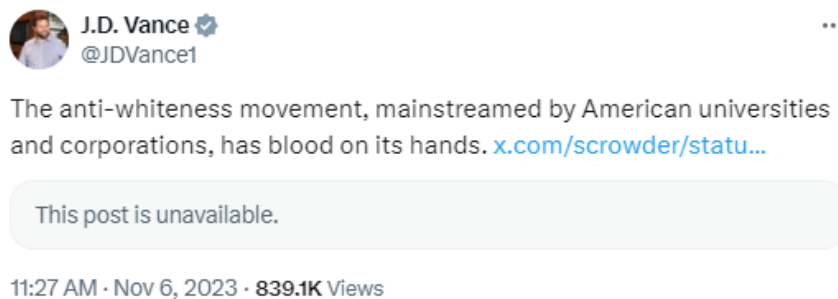 J.D. Vance
@JDVance1
The anti-whiteness movement, mainstreamed by American universities
and corporations, has blood on its hands. x.com/scrowder/statu...
This post is unavailable.
11:27 AM · Nov 6, 2023 · 839.1K Views